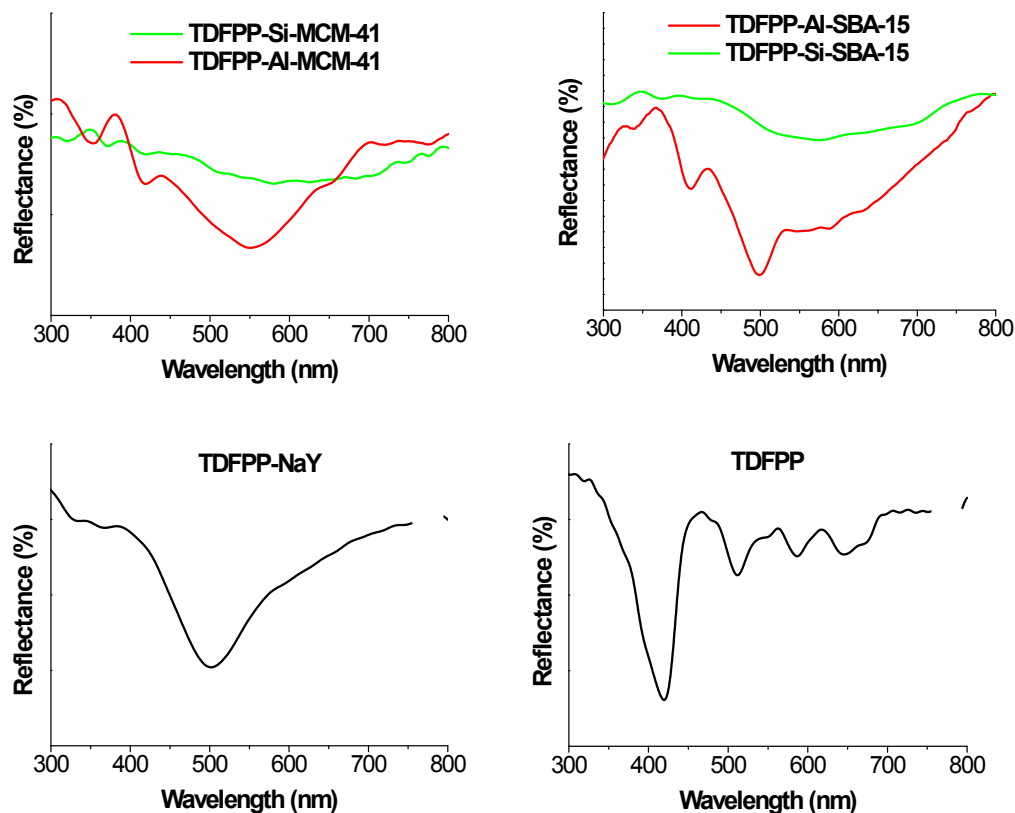 TDFPP-Si-MCM-41
TDFPP-Al-MCM-41
Reflectance (%)
300 400 500 600 700 800
Wavelength (nm)
TDFPP-Al-SBA-15
TDFPP-Si-SBA-15
Reflectance (%)
300 400 500 600 700 800
Wavelength (nm)
TDFPP-NaY
Reflectance (%)
300 400 500 600 700 800
Wavelength (nm)
TDFPP
Reflectance (%)
300 400 500 600 700 800
Wavelength (nm)